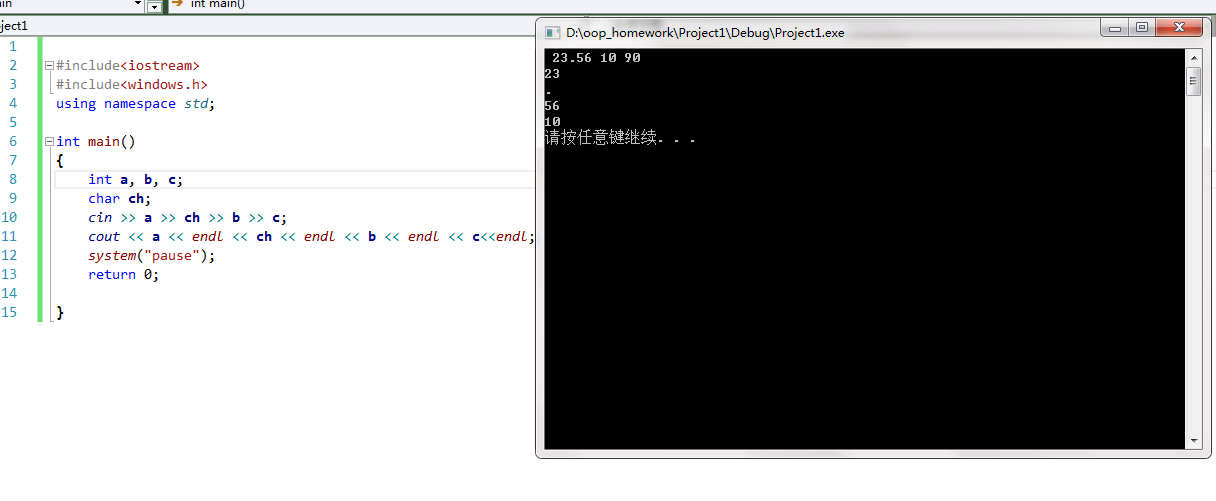 int main()
ject1
1
2 #include<iostream>
3 #include<windows.h>
4 using namespace std;
5
6 int main()
7 {
8 int a, b, c;
9 char ch;
10 cin >> a >> ch >> b >> c;
11 cout << a << endl << ch << endl << b << endl << c<<endl;
12 system("pause");
13 return 0;
14
15 }
D:\oop_homework\Project1\Debug\Project1.exe
23.56 10 90
23
.
56
10
请按任意键继续. . .